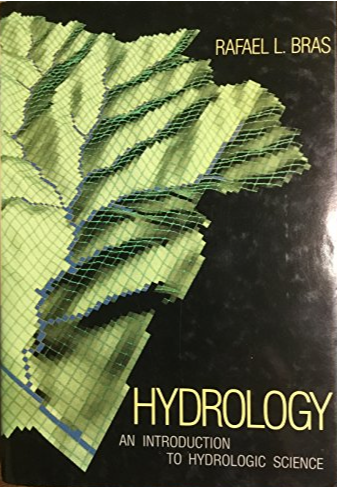 RAFAEL L. BRAS
HYDROLOGY
AN INTRODUCTION
TO HYDROLOGIC SCIENCE